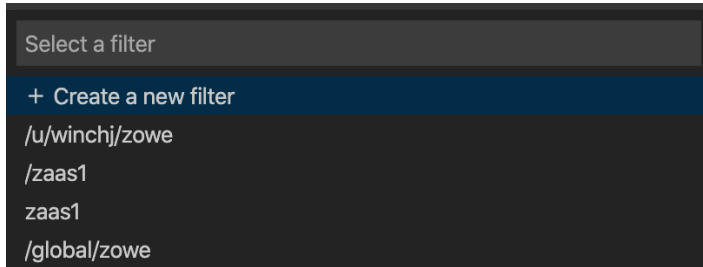 Select a filter
+ Create a new filter
/u/winchj/zowe
/zaas1
zaas1
/global/zowe